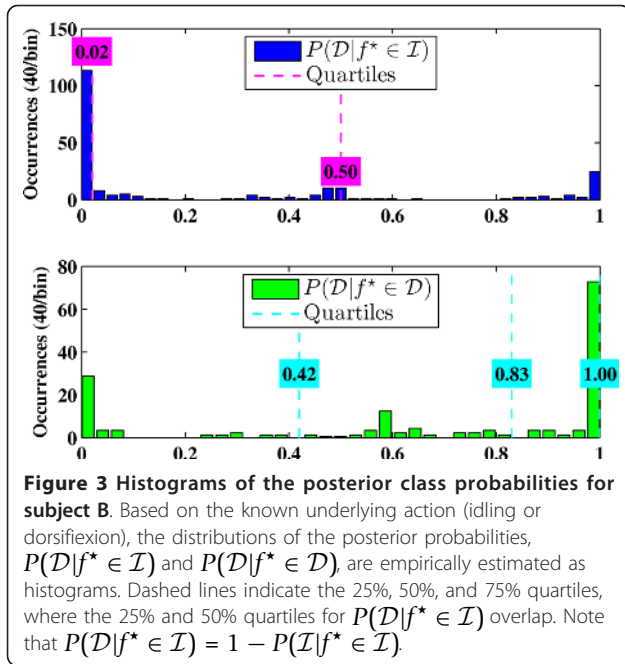 150
100
50
0
Occurrences (40/bin)
0.02
P(D|f⋆ ∈ I)
Quartiles
0.50
0 0.2 0.4 0.6 0.8 1
80
60
40
20
0
Occurrences (40/bin)
P(D|f⋆ ∈ D)
Quartiles
0.42
0.83
1.00
0 0.2 0.4 0.6 0.8 1
Figure 3 Histograms of the posterior class probabilities for
subject B. Based on the known underlying action (idling or
dorsifiexion), the distributions of the posterior probabilities,
P(D|f⋆ ∈ I) and P(D|f⋆ ∈ D), are empirically estimated as
histograms. Dashed lines indicate the 25%, 50%, and 75% quartiles,
where the 25% and 50% quartiles for P(D|f⋆ ∈ I) overlap. Note
that P(D|f⋆ ∈ I) = 1 − P(I|f⋆ ∈ I).